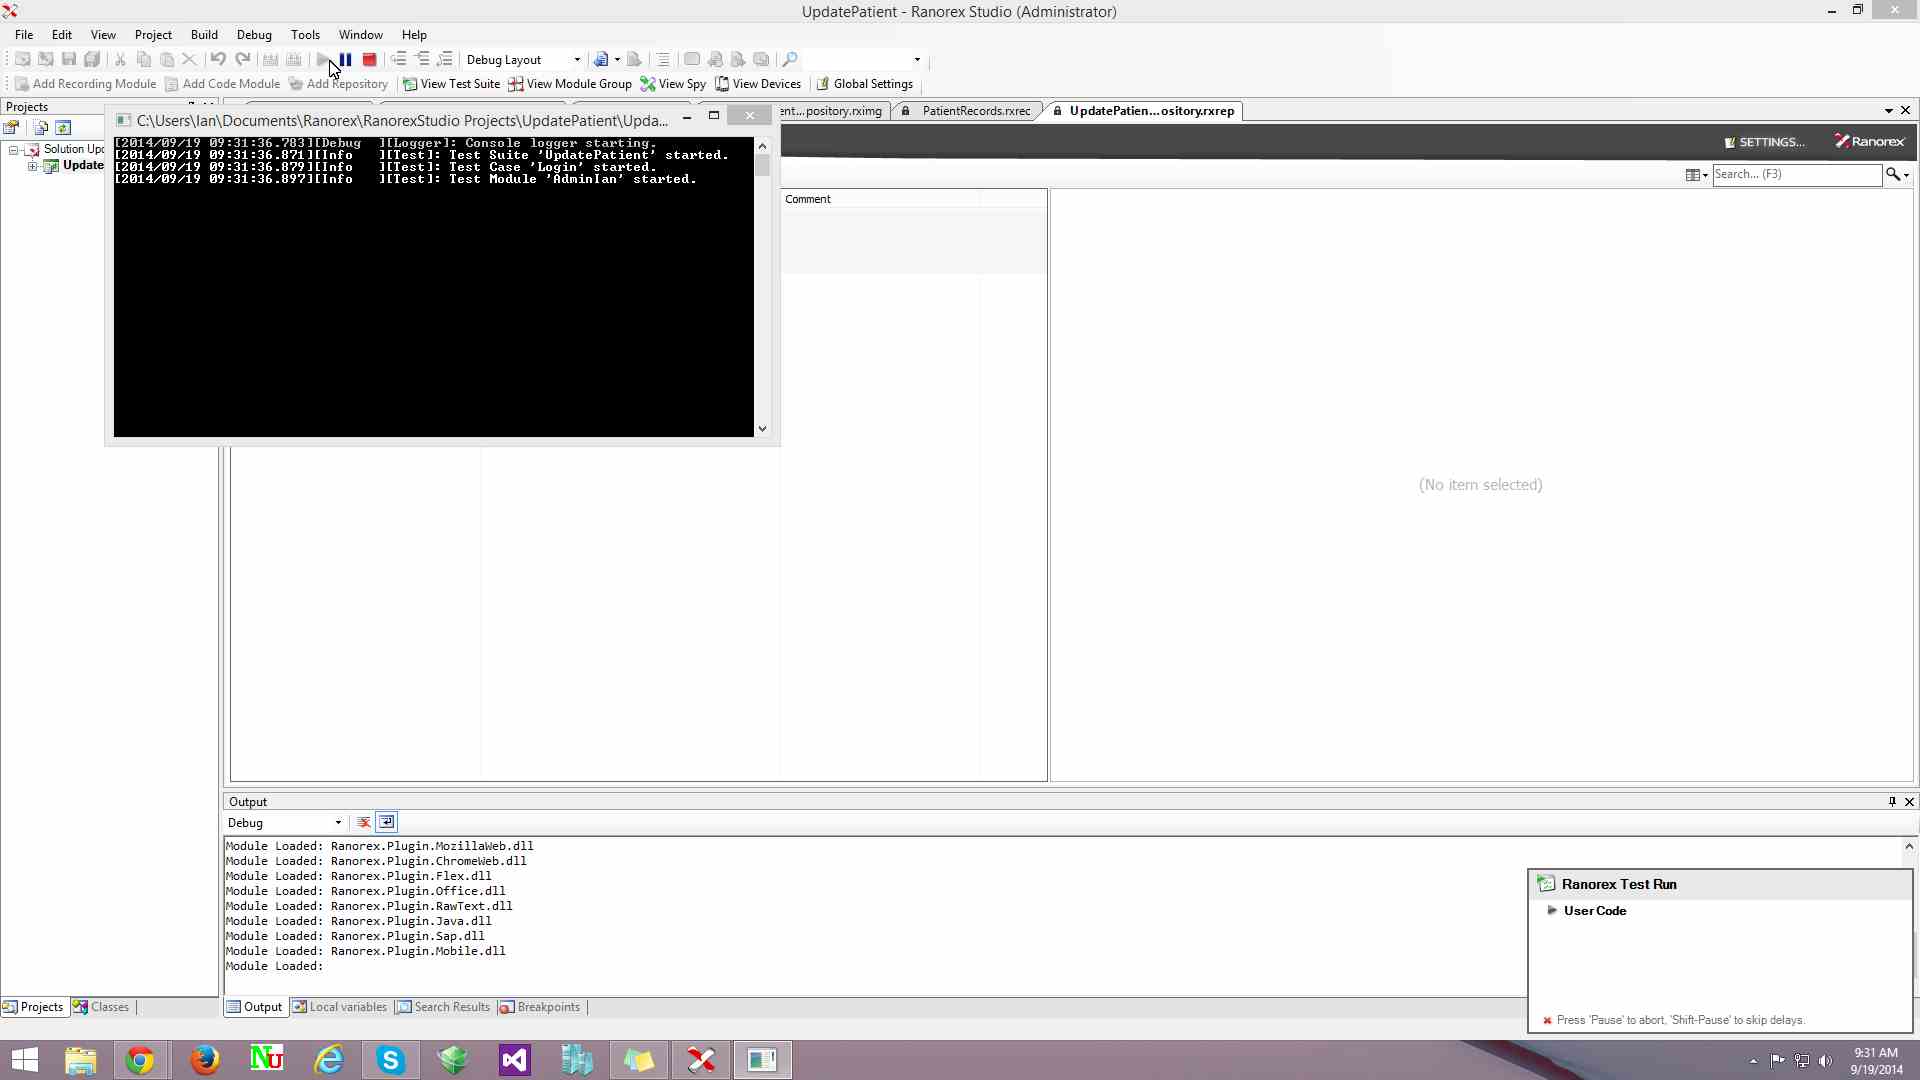 UpdatePatient - Ranorex Studio (Administrator)
File Edit View Project Build Debug Tools Window Help
Debug Layout
Add Recording Module Add Code Module Add Repository View Test Suite View Module Group View Spy View Devices Global Settings
Projects
ent...pository.rximg PatientRecords.rxrec UpdatePatien...ository.rxrep
C:\Users\Ian\Documents\Ranorex\RanorexStudio Projects\UpdatePatient\Upda...
SETTINGS... Ranorex
Solution Upd
Update
[2014/09/19 09:31:36.783][Debug ][Logger]: Console logger starting.
[2014/09/19 09:31:36.871][Info ][Test]: Test Suite 'UpdatePatient' started.
[2014/09/19 09:31:36.879][Info ][Test]: Test Case 'Login' started.
[2014/09/19 09:31:36.897][Info ][Test]: Test Module 'AdminIan' started.
Search... (F3)
Comment
(No item selected)
Output
Debug
Module Loaded: Ranorex.Plugin.MozillaWeb.dll
Module Loaded: Ranorex.Plugin.ChromeWeb.dll
Module Loaded: Ranorex.Plugin.Flex.dll
Module Loaded: Ranorex.Plugin.Office.dll
Module Loaded: Ranorex.Plugin.RawText.dll
Module Loaded: Ranorex.Plugin.Java.dll
Module Loaded: Ranorex.Plugin.Sap.dll
Module Loaded: Ranorex.Plugin.Mobile.dll
Module Loaded:
Ranorex Test Run
User Code
Press 'Pause' to abort, 'Shift-Pause' to skip delays.
Projects Classes
Output Local variables Search Results Breakpoints
NU
9:31 AM
9/19/2014